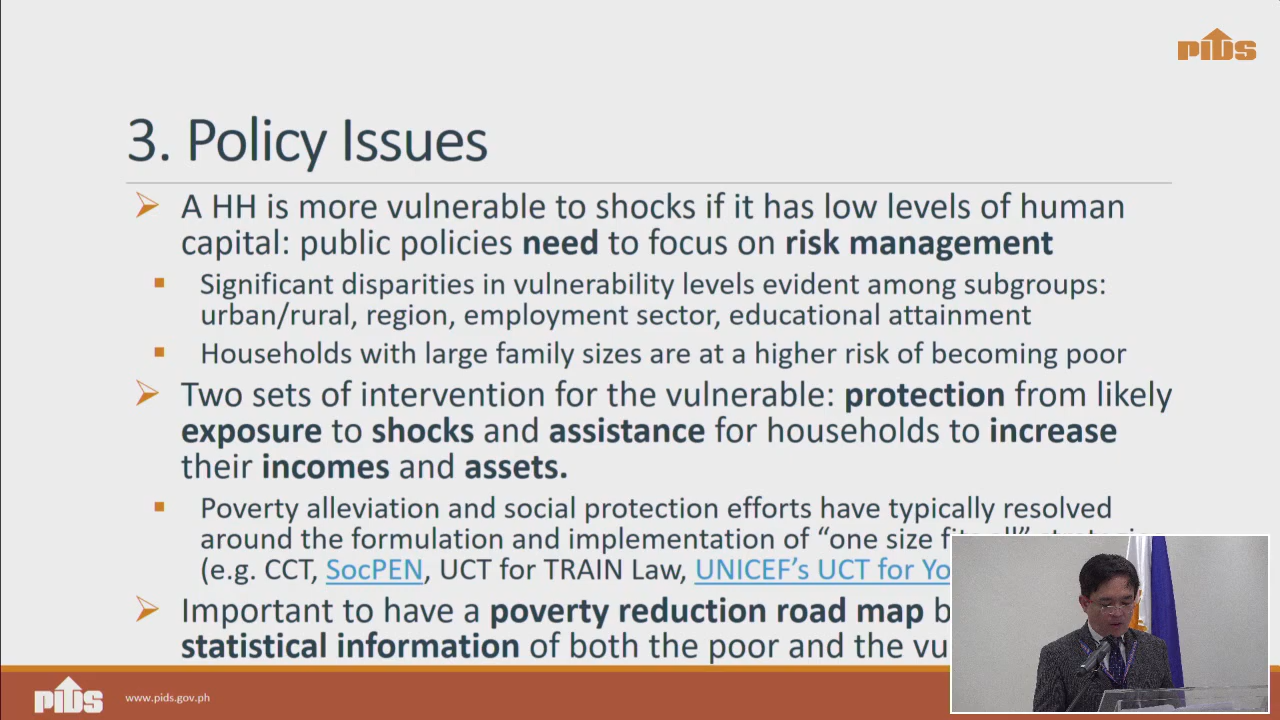 PIDS
3. Policy Issues
A HH is more vulnerable to shocks if it has low levels of human
capital: public policies need to focus on risk management
Significant disparities in vulnerability levels evident among subgroups:
urban/rural, region, employment sector, educational attainment
Households with large family sizes are at a higher risk of becoming poor
Two sets of intervention for the vulnerable: protection from likely
exposure to shocks and assistance for households to increase
their incomes and assets.
Poverty alleviation and social protection efforts have typically resolved
around the formulation and implementation of “one size
(e.g. CCT, SocPEN, UCT for TRAIN Law, UNICEF’s UCT for Yo
Important to have a poverty reduction road map b
statistical information of both the poor and the vu
PIDS
www.pids.gov.ph